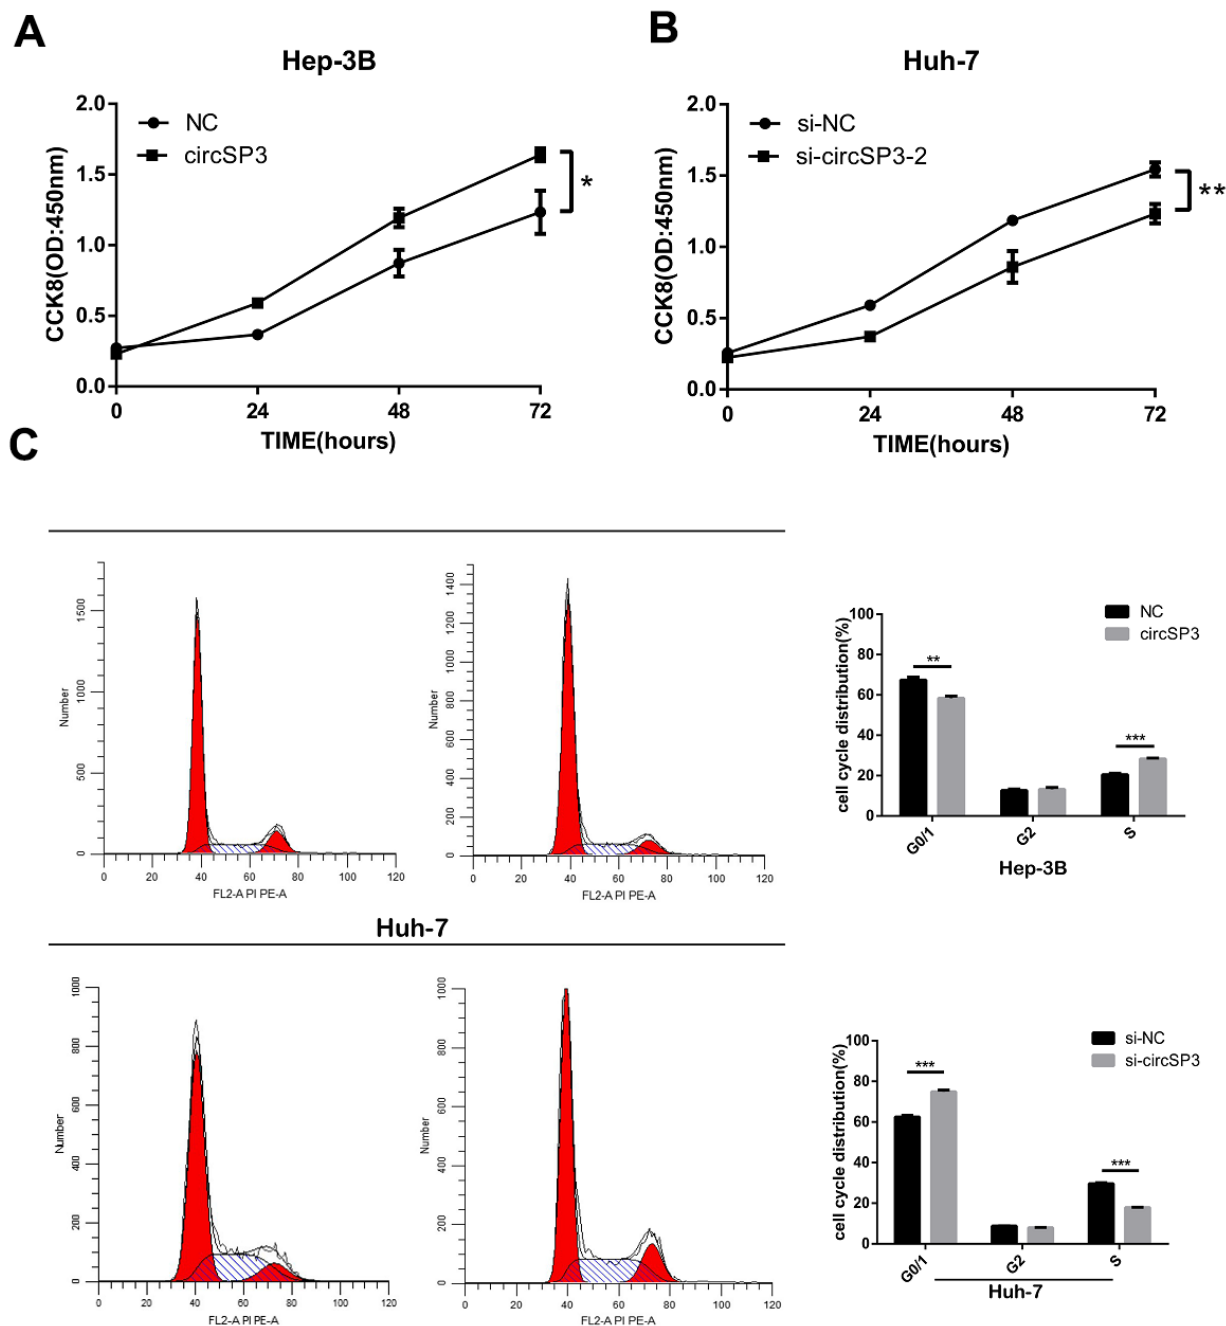 A
B
Hep-3B
Huh-7
2.0
1.5
1.0
0.5
0.0
CCK8(OD:450nm)
NC
circSP3
*
0 24 48 72
TIME(hours)
2.0
1.5
1.0
0.5
0.0
CCK8(OD:450nm)
si-NC
si-circSP3-2
**
0 24 48 72
TIME(hours)
C
1500
1000
500
0
Number
0 20 40 60 80 100 120
FL2-A PI PE-A
1400
1200
1000
800
600
400
200
0
Number
0 20 40 60 80 100 120
FL2-A PI PE-A
100
80
60
40
20
0
cell cycle distribution(%)
NC
circSP3
**
***
G0/1 G2 S
Hep-3B
Huh-7
1000
800
600
400
200
0
Number
0 20 40 60 80 100 120
FL2-A PI PE-A
1000
800
600
400
200
0
Number
0 20 40 60 80 100 120
FL2-A PI PE-A
100
80
60
40
20
0
cell cycle distribution(%)
si-NC
si-circSP3
***
***
G0/1 G2 S
Huh-7